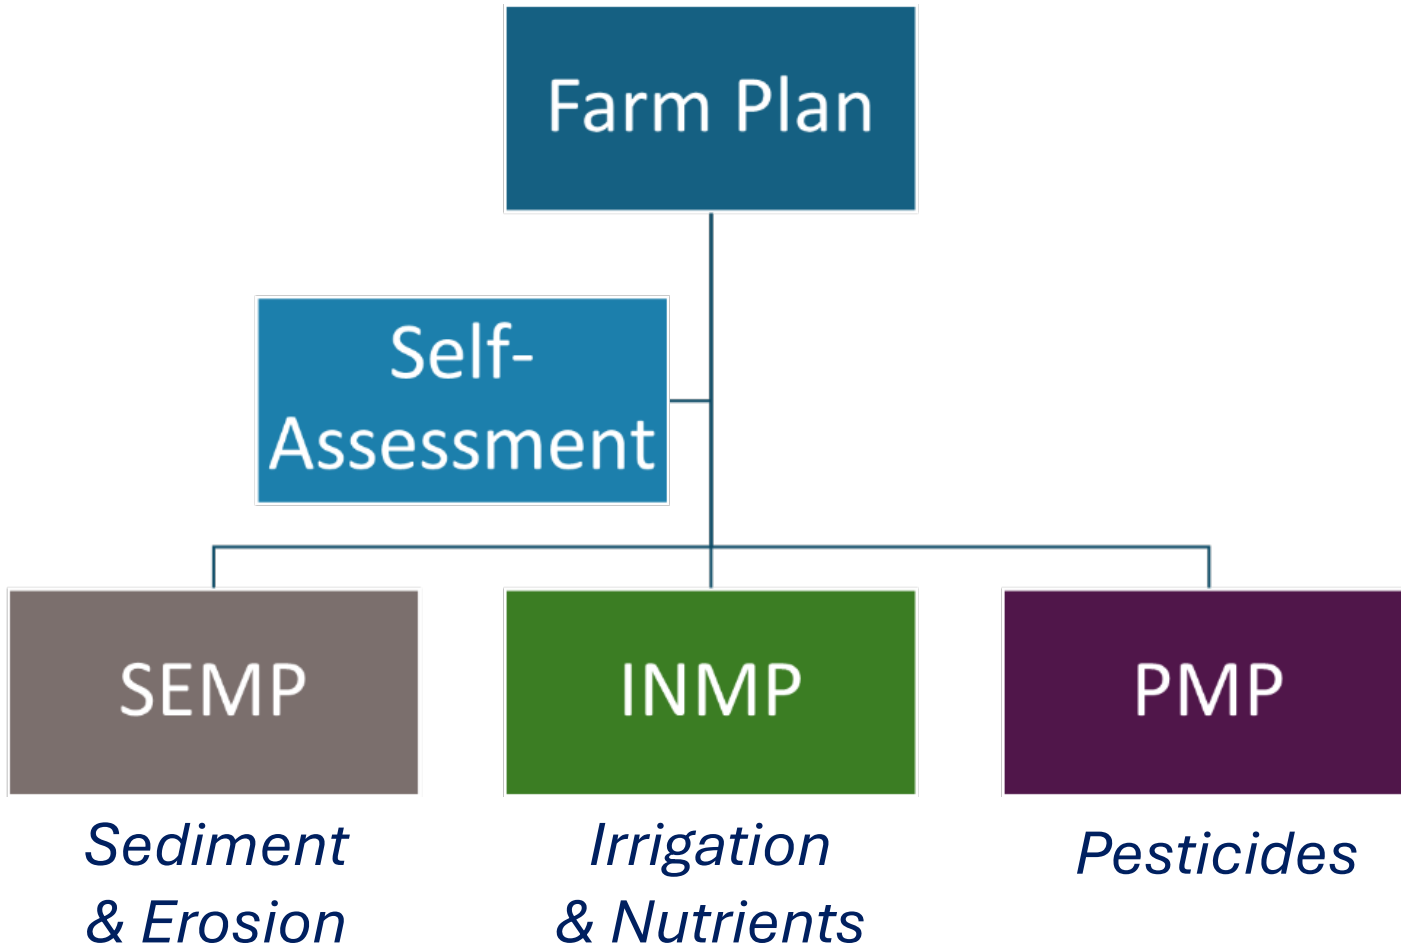 Farm Plan
Self-
Assessment
SEMP
INMP
PMP
Sediment
& Erosion
Irrigation
& Nutrients
Pesticides